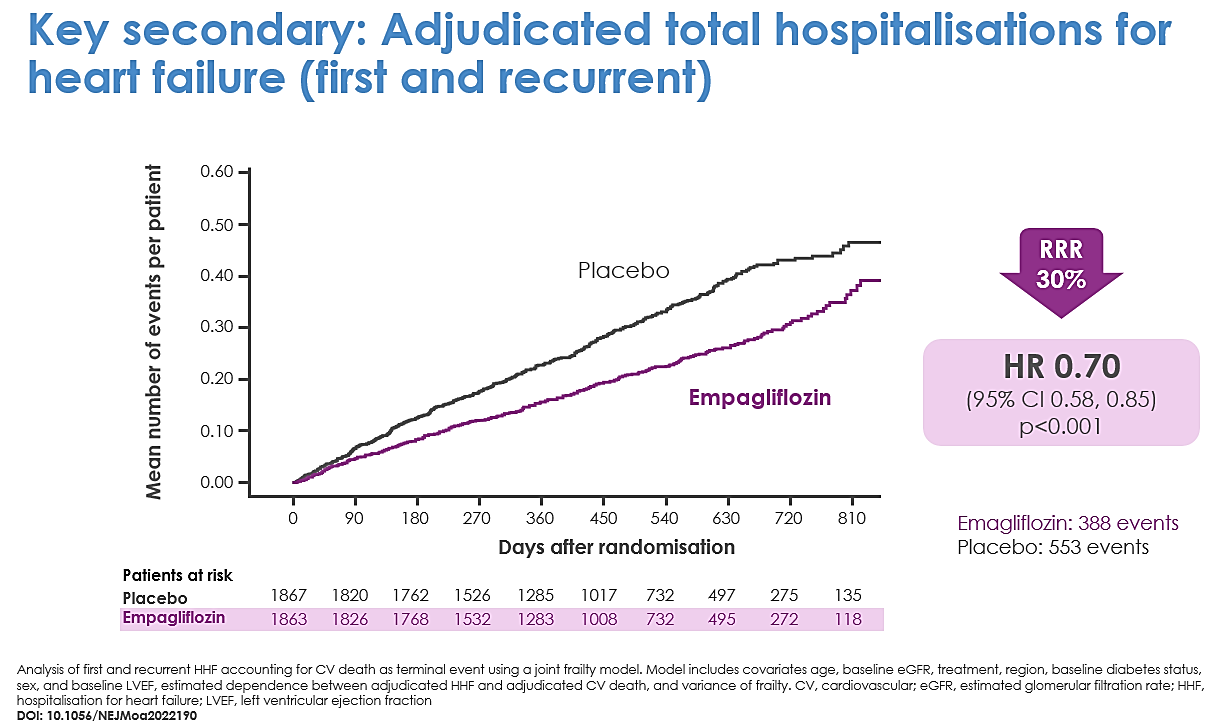 Key secondary: Adjudicated total hospitalisations for
heart failure (first and recurrent)
Mean number of events per patient
0.60
0.50
0.40
0.30
0.20
0.10
0.00
Placebo
Empagliflozin
0 90 180 270 360 450 540 630 720 810
Days after randomisation
RRR
30%
HR 0.70
(95% CI 0.58, 0.85)
p<0.001
Emagliflozin: 388 events
Placebo: 553 events
Patients at risk
Placebo 1867 1820 1762 1526 1285 1017 732 497 275 135
Empagliflozin 1863 1826 1768 1532 1283 1008 732 495 272 118
Analysis of first and recurrent HHF accounting for CV death as terminal event using a joint frailty model. Model includes covariates age, baseline eGFR, treatment, region, baseline diabetes status,
sex, and baseline LVEF, estimated dependence between adjudicated HHF and adjudicated CV death, and variance of frailty. CV, cardiovascular; eGFR, estimated glomerular filtration rate; HHF,
hospitalisation for heart failure; LVEF, left ventricular ejection fraction
DOI: 10.1056/NEJMoa2022190